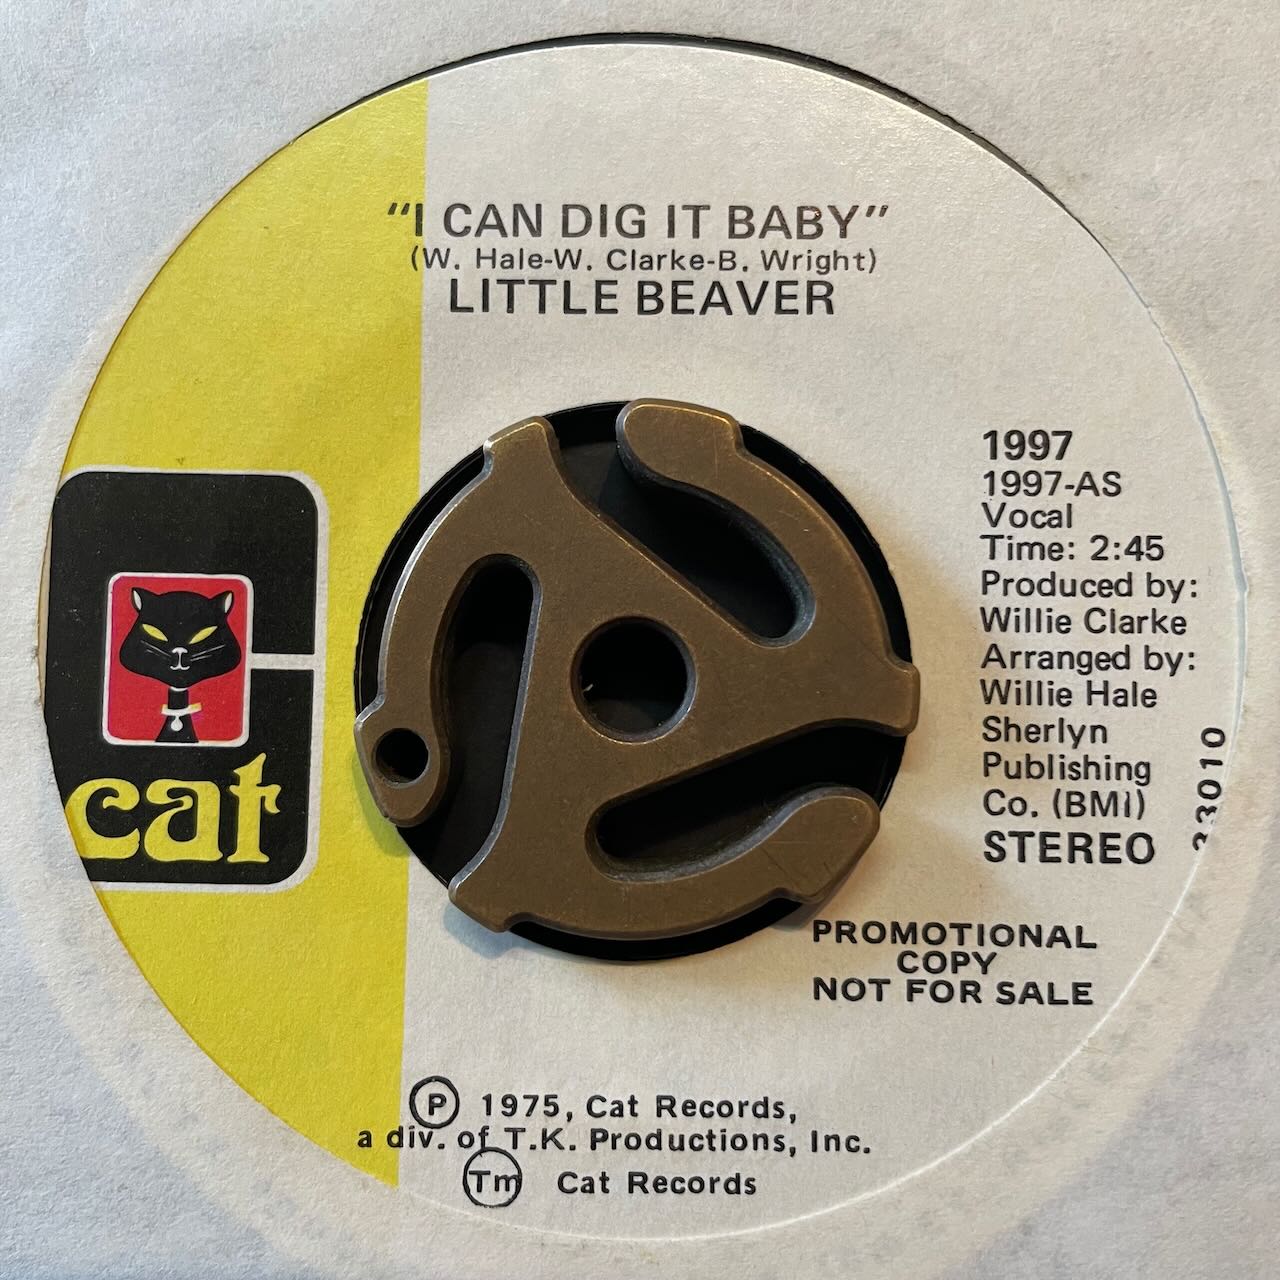 "I CAN DIG IT BABY"
(W. Hale-W. Clarke-B. Wright)
LITTLE BEAVER
1997
1997-AS
Vocal
Time: 2:45
Produced by:
Willie Clarke
Arranged by:
Willie Hale
Sherlyn
Publishing
Co. (BMI)
STEREO
33010
cat
PROMOTIONAL
COPY
NOT FOR SALE
Ⓟ 1975, Cat Records,
a div. of T.K. Productions, Inc.
Tm Cat Records